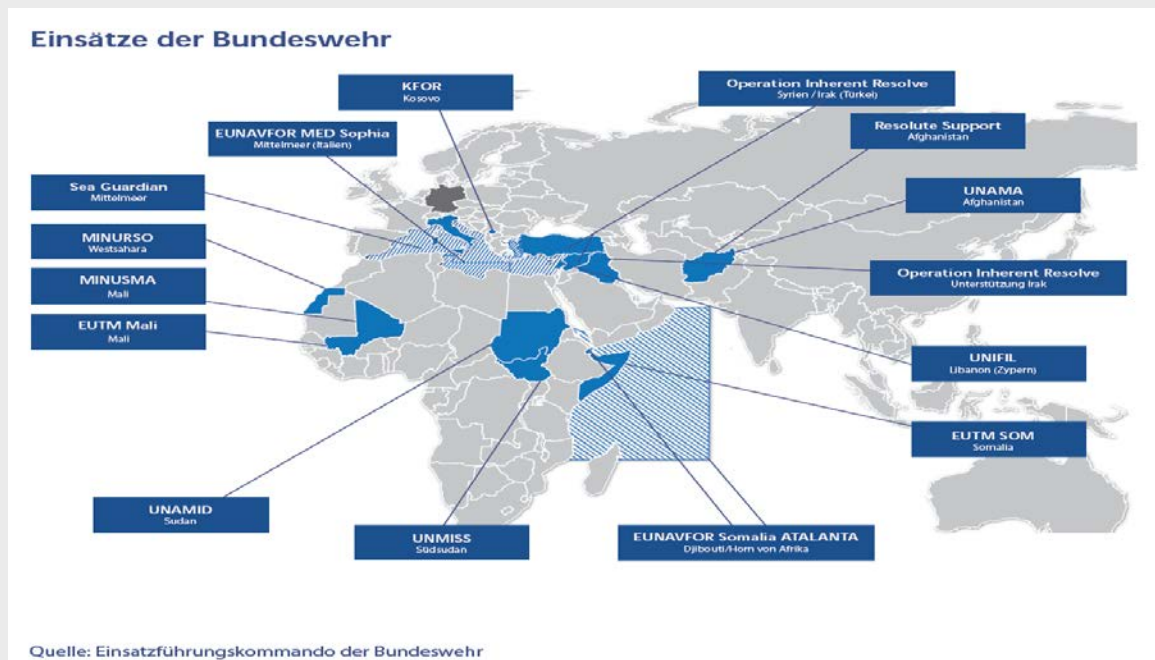 Einsätze der Bundeswehr
KFOR
Kosovo
Operation Inherent Resolve
Syrien / Irak (Türkei)
EUNAVFOR MED Sophia
Mittelmeer (Italien)
Resolute Support
Afghanistan
Sea Guardian
Mittelmeer
UNAMA
Afghanistan
MINURSO
Westsahara
MINUSMA
Mali
Operation Inherent Resolve
Unterstützung Irak
EUTM Mali
Mali
UNIFIL
Libanon (Zypern)
EUTM SOM
Somalia
UNAMID
Sudan
UNMISS
Südsudan
EUNAVFOR Somalia ATALANTA
Djibouti/Horn von Afrika
Quelle: Einsatzführungskommando der Bundeswehr